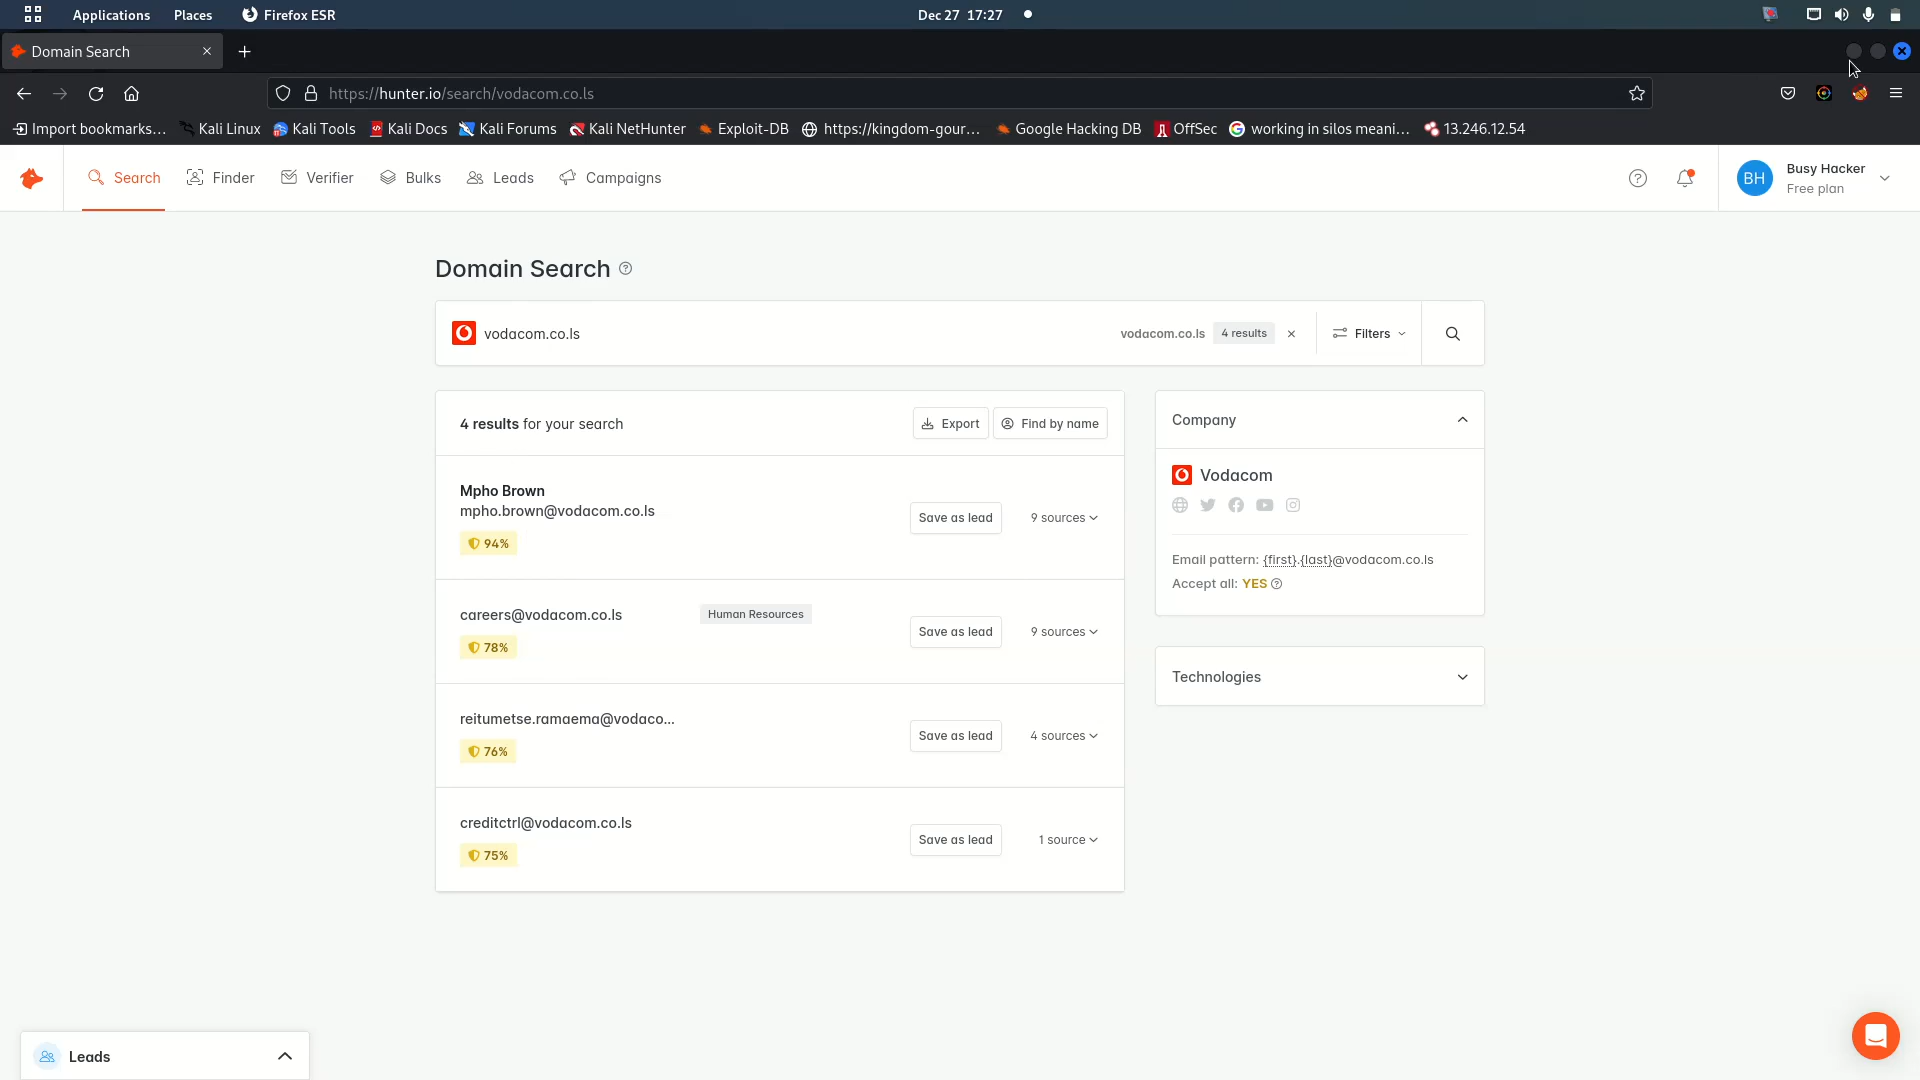 Applications Places Firefox ESR Dec 27 17:27
Domain Search
https://hunter.io/search/vodacom.co.ls
Import bookmarks... Kali Linux Kali Tools Kali Docs Kali Forums Kali NetHunter Exploit-DB https://kingdom-gour... Google Hacking DB OffSec working in silos meani... 13.246.12.54
Search Finder Verifier Bulks Leads Campaigns
BH
Busy Hacker
Free plan
Domain Search
vodacom.co.ls vodacom.co.ls 4 results Filters
4 results for your search Export Find by name
Mpho Brown
mpho.brown@vodacom.co.ls
94%
Save as lead 9 sources
careers@vodacom.co.ls Human Resources
78%
Save as lead 9 sources
reitumetse.ramaema@vodaco...
76%
Save as lead 4 sources
creditctrl@vodacom.co.ls
75%
Save as lead 1 source
Company
Vodacom
Email pattern: {first}.{last}@vodacom.co.ls
Accept all: YES
Technologies
Leads